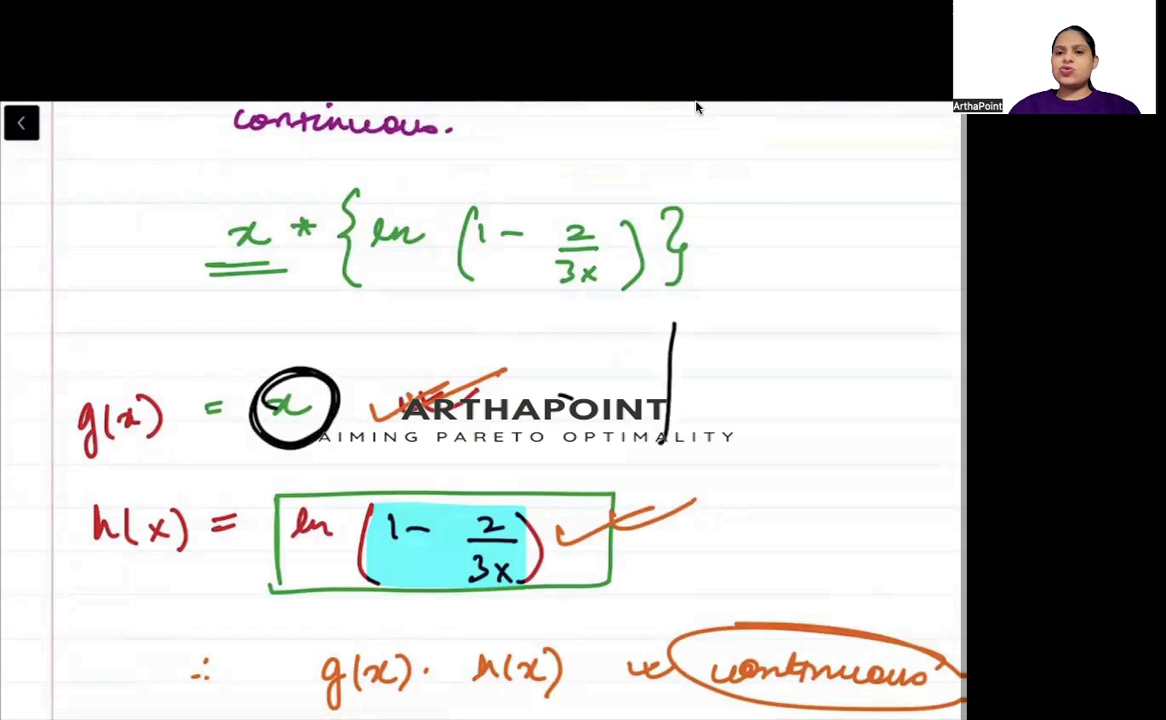 ArthaPoint
continuous.
x * { ln ( 1 - 2/3x ) }
g(x) = x
ARTHAPOINT
AIMING PARETO OPTIMALITY
h(x) = ln ( 1 - 2/3x )
∴ g(x) · h(x) is continuous